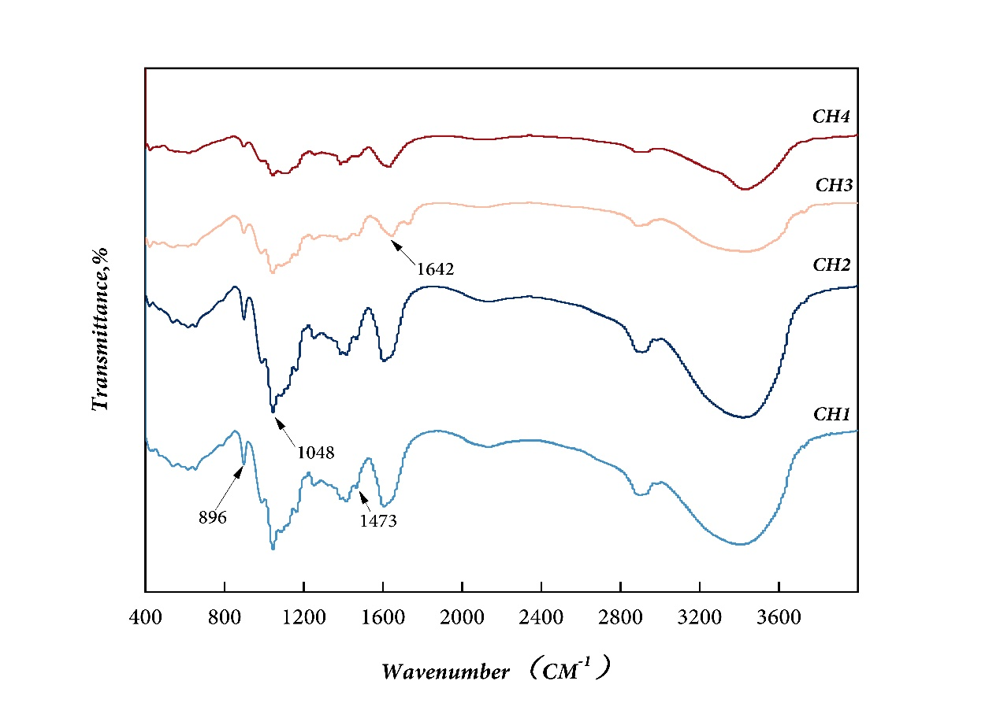 CH4
CH3
1642
CH2
1048
CH1
896
1473
Transmittance,%
400 800 1200 1600 2000 2400 2800 3200 3600
Wavenumber （CM⁻¹）